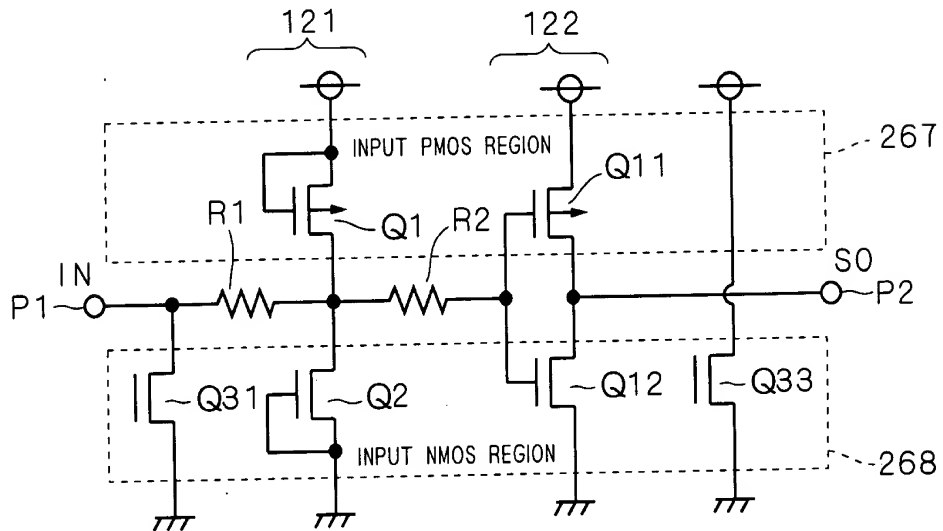 121
122
INPUT PMOS REGION
267
Q11
R1
Q1
R2
IN
SO
P1
P2
Q31
Q2
Q12
Q33
INPUT NMOS REGION
268